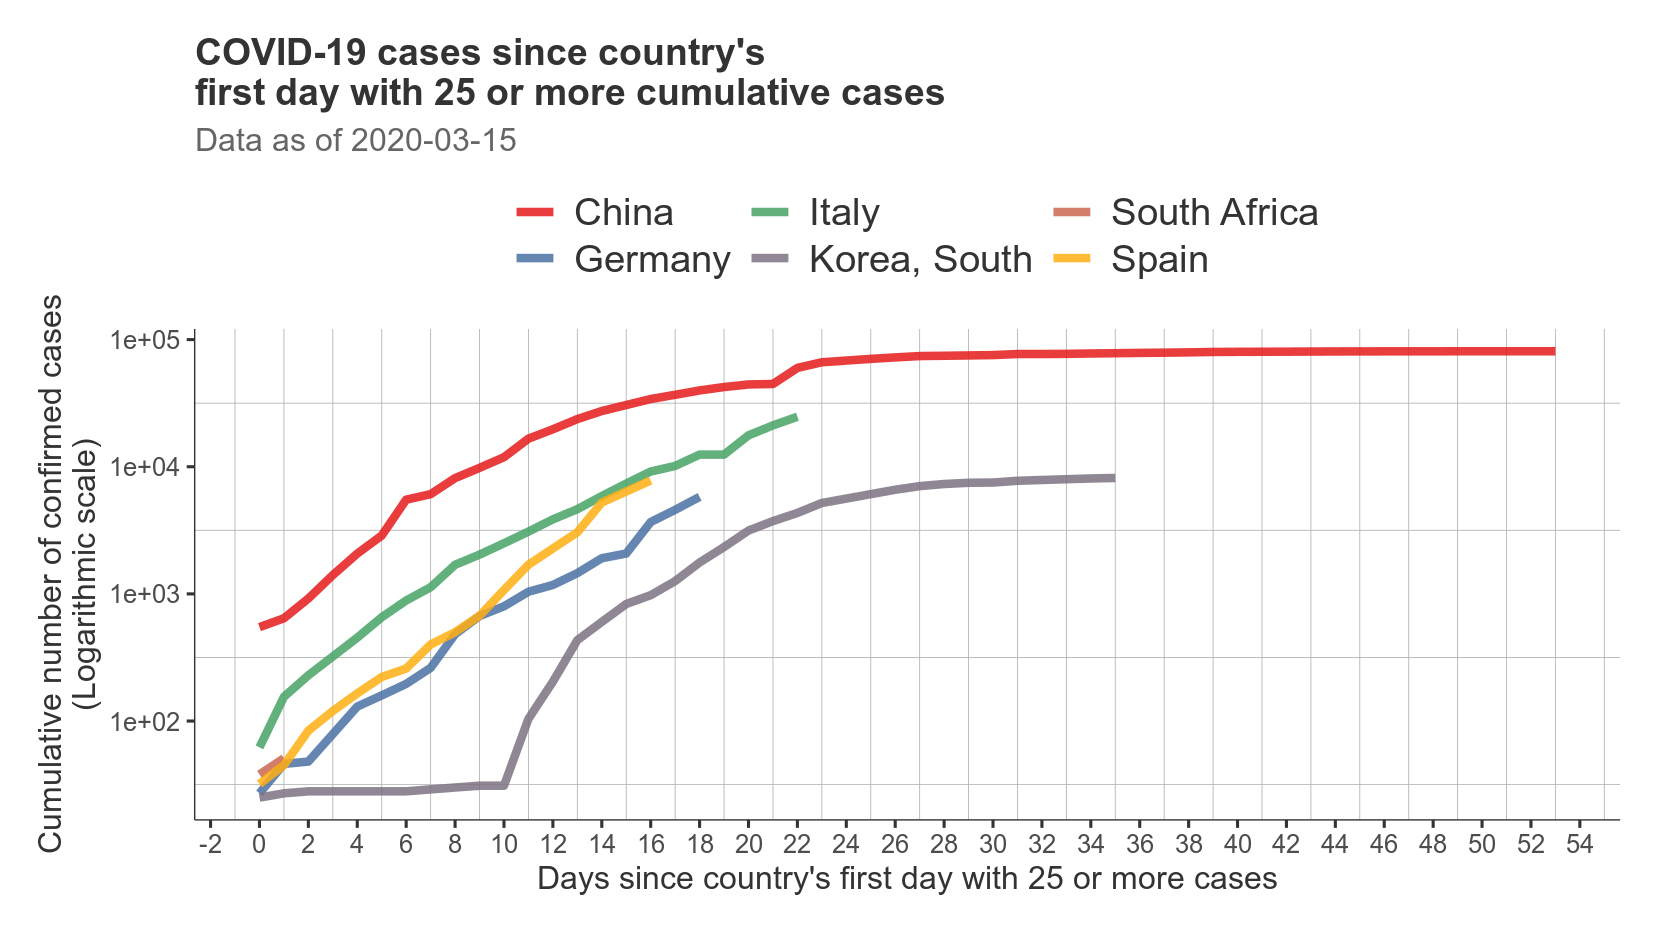 COVID-19 cases since country's
first day with 25 or more cumulative cases
Data as of 2020-03-15
China Italy South Africa
Germany Korea, South Spain
Cumulative number of confirmed cases
(Logarithmic scale)
1e+05
1e+04
1e+03
1e+02
-2 0 2 4 6 8 10 12 14 16 18 20 22 24 26 28 30 32 34 36 38 40 42 44 46 48 50 52 54
Days since country's first day with 25 or more cases